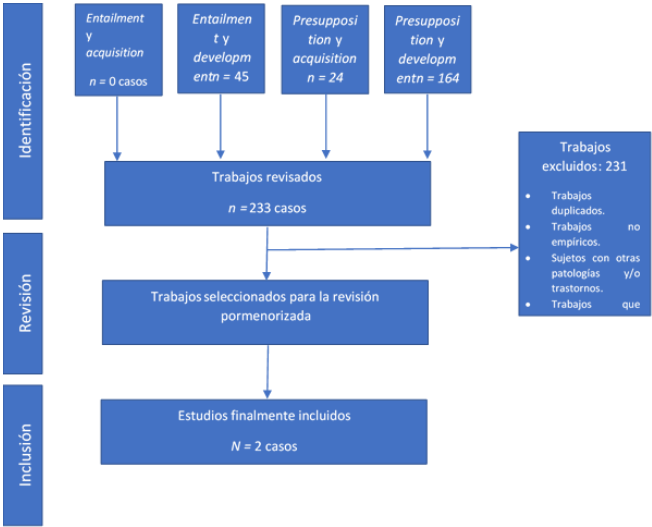 Identificación
Entailment
y
acquisition
n = 0 casos
Entailmen
t y
developm
entn = 45
Presupposi
tion y
acquisition
n = 24
Presupposi
tion y
developm
entn = 164
Trabajos revisados
n = 233 casos
Trabajos
excluidos: 231
• Trabajos
duplicados.
• Trabajos no
empíricos.
• Sujetos con otras
patologías y/o
trastornos.
• Trabajos que
Revisión
Trabajos seleccionados para la revisión
pormenorizada
Inclusión
Estudios finalmente incluidos
N = 2 casos